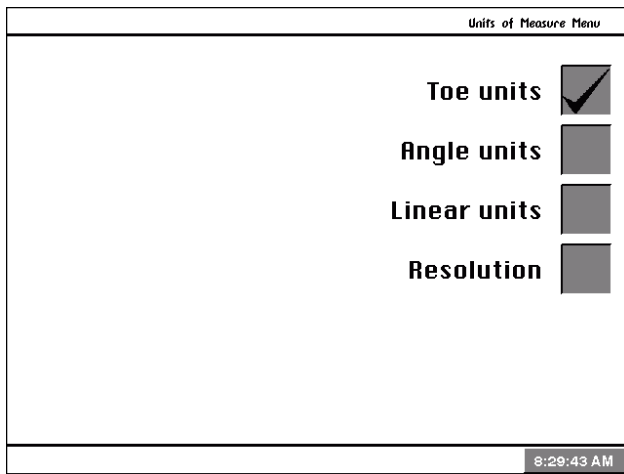 Units of Measure Menu
Toe units
Angle units
Linear units
Resolution
8:29:43 AM